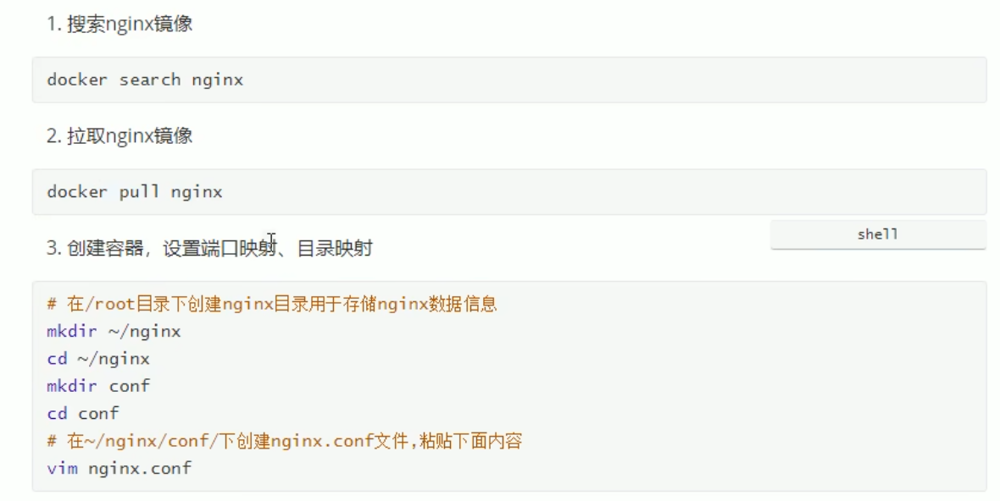 1. 搜索nginx镜像
docker search nginx
2. 拉取nginx镜像
docker pull nginx
3. 创建容器，设置端口映射、目录映射
shell
# 在/root目录下创建nginx目录用于存储nginx数据信息
mkdir ~/nginx
cd ~/nginx
mkdir conf
cd conf
# 在~/nginx/conf/下创建nginx.conf文件,粘贴下面内容
vim nginx.conf